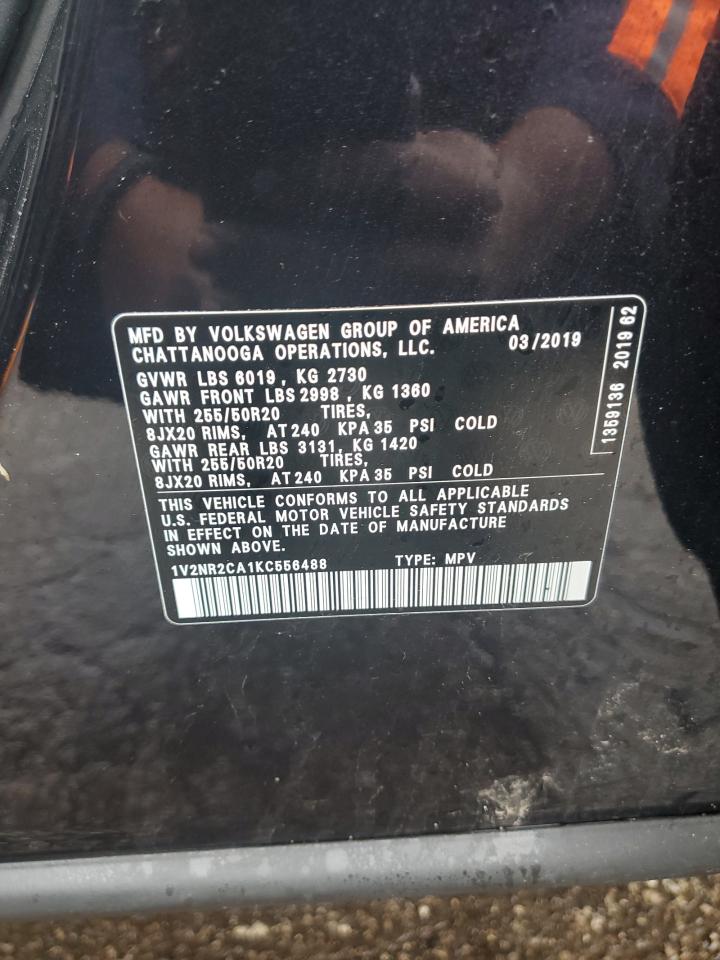 MFD BY VOLKSWAGEN GROUP OF AMERICA
CHATTANOOGA OPERATIONS, LLC. 03/2019
GVWR LBS 6019, KG 2730
GAWR FRONT LBS 2998, KG 1360
WITH 255/50R20 TIRES,
8JX20 RIMS, AT 240 KPA 35 PSI COLD
GAWR REAR LBS 3131, KG 1420
WITH 255/50R20 TIRES,
8JX20 RIMS, AT 240 KPA 35 PSI COLD
THIS VEHICLE CONFORMS TO ALL APPLICABLE
U.S. FEDERAL MOTOR VEHICLE SAFETY STANDARDS
IN EFFECT ON THE DATE OF MANUFACTURE
SHOWN ABOVE.
1V2NR2CA1KC556488 TYPE: MPV
1359136 2019 62